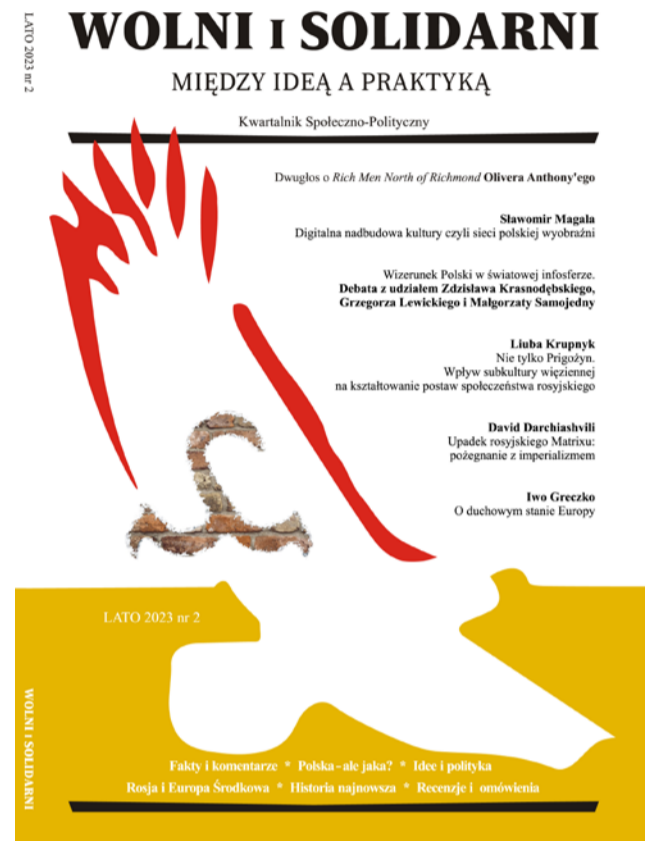 LATO 2023 nr 2
WOLNI I SOLIDARNI
MIĘDZY IDEĄ A PRAKTYKĄ
Kwartalnik Społeczno-Polityczny
Dwugłos o Rich Men North of Richmond Olivera Anthony'ego
Sławomir Magala
Digitalna nadbudowa kultury czyli sieci polskiej wyobraźni
Wizerunek Polski w światowej infosferze.
Debata z udziałem Zdzisława Krasnodębskiego,
Grzegorza Lewickiego i Małgorzaty Samojedny
Liuba Krupnyk
Nie tylko Prigożyn.
Wpływ subkultury więziennej
na kształtowanie postaw społeczeństwa rosyjskiego
David Darchiashvili
Upadek rosyjskiego Matrixu:
pożegnanie z imperializmem
Iwo Greczko
O duchowym stanie Europy
LATO 2023 nr 2
WOLNI I SOLIDARNI
Fakty i komentarze * Polska - ale jaka? * Idee i polityka
Rosja i Europa Środkowa * Historia najnowsza * Recenzje i omówienia